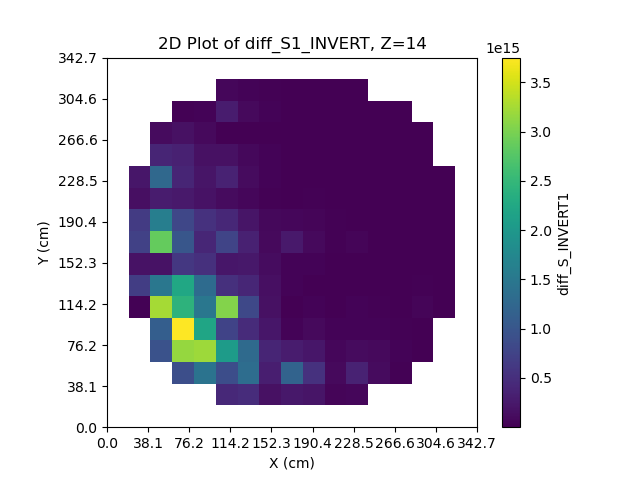 2D Plot of diff_S1_INVERT, Z=14
1e15
342.7
304.6
266.6
228.5
190.4
152.3
114.2
76.2
38.1
0.0
Y (cm)
0.0 38.1 76.2 114.2 152.3 190.4 228.5 266.6 304.6 342.7
X (cm)
3.5
3.0
2.5
2.0
1.5
1.0
0.5
diff_S_INVERT1